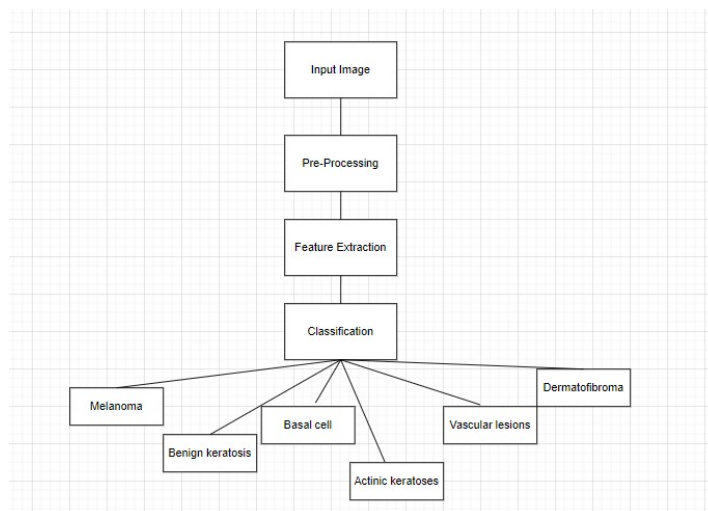 Input Image
Pre-Processing
Feature Extraction
Classification
Melanoma
Benign keratosis
Basal cell
Actinic keratoses
Vascular lesions
Dermatofibroma